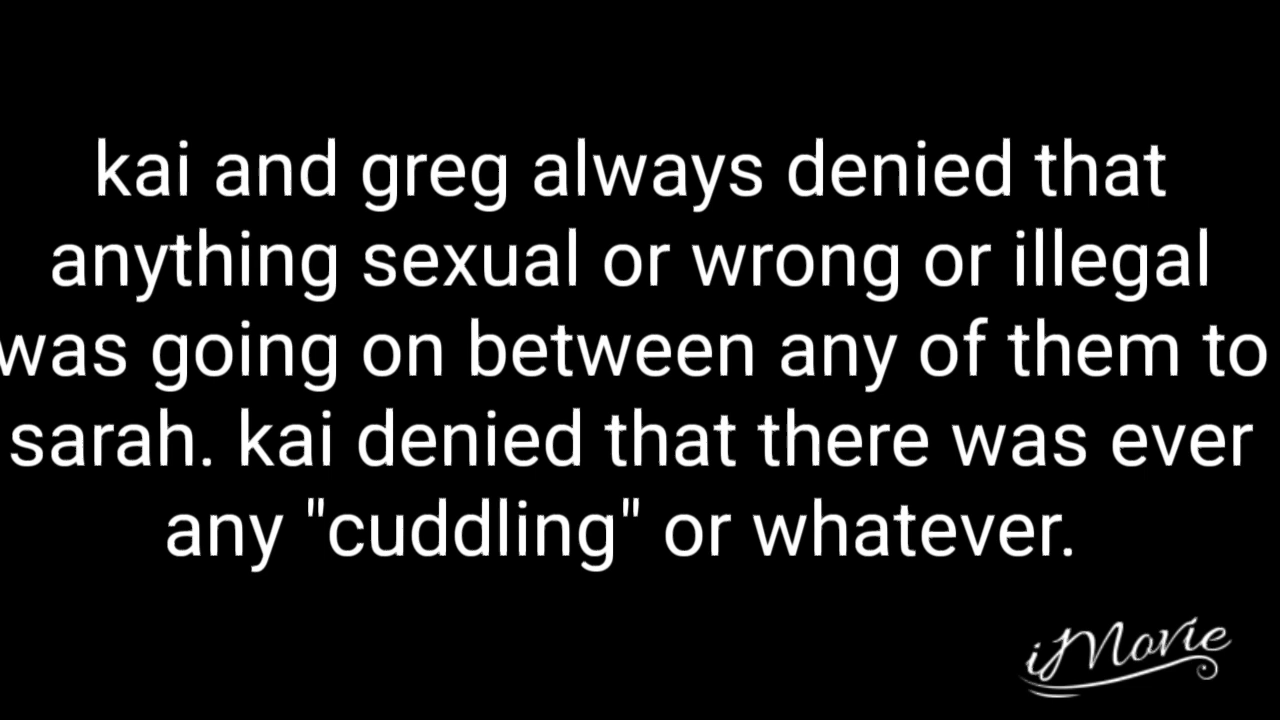 kai and greg always denied that
anything sexual or wrong or illegal
was going on between any of them to
sarah. kai denied that there was ever
any "cuddling" or whatever.
iMovie